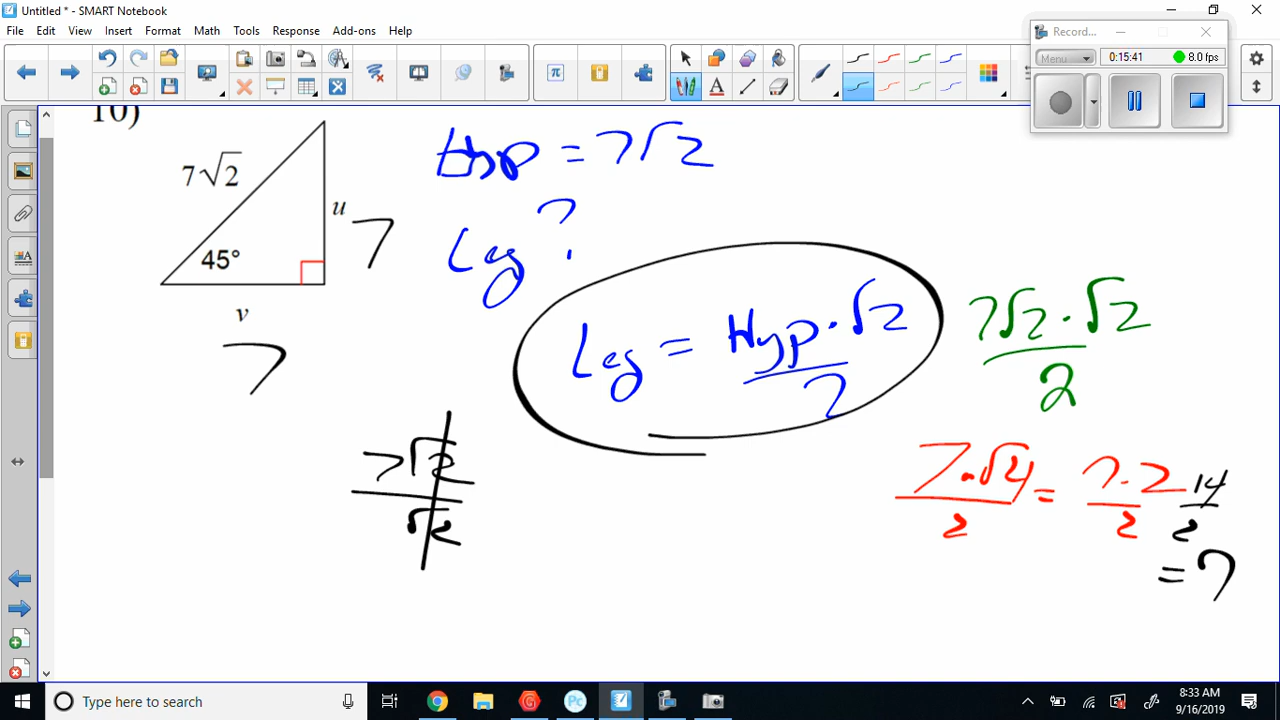 Untitled * - SMART Notebook
File Edit View Insert Format Math Tools Response Add-ons Help
Record...
Menu 0:15:41 8.0 fps
10)
7√2
u
45°
v
7
7
Hyp = 7√2
Leg ?
Leg = Hyp · √2 / 2
7√2 · √2 / 2
7√2 / √2
7·√4 / 2 = 7·2 / 2 14 / 2
= 7
Type here to search
8:33 AM
9/16/2019